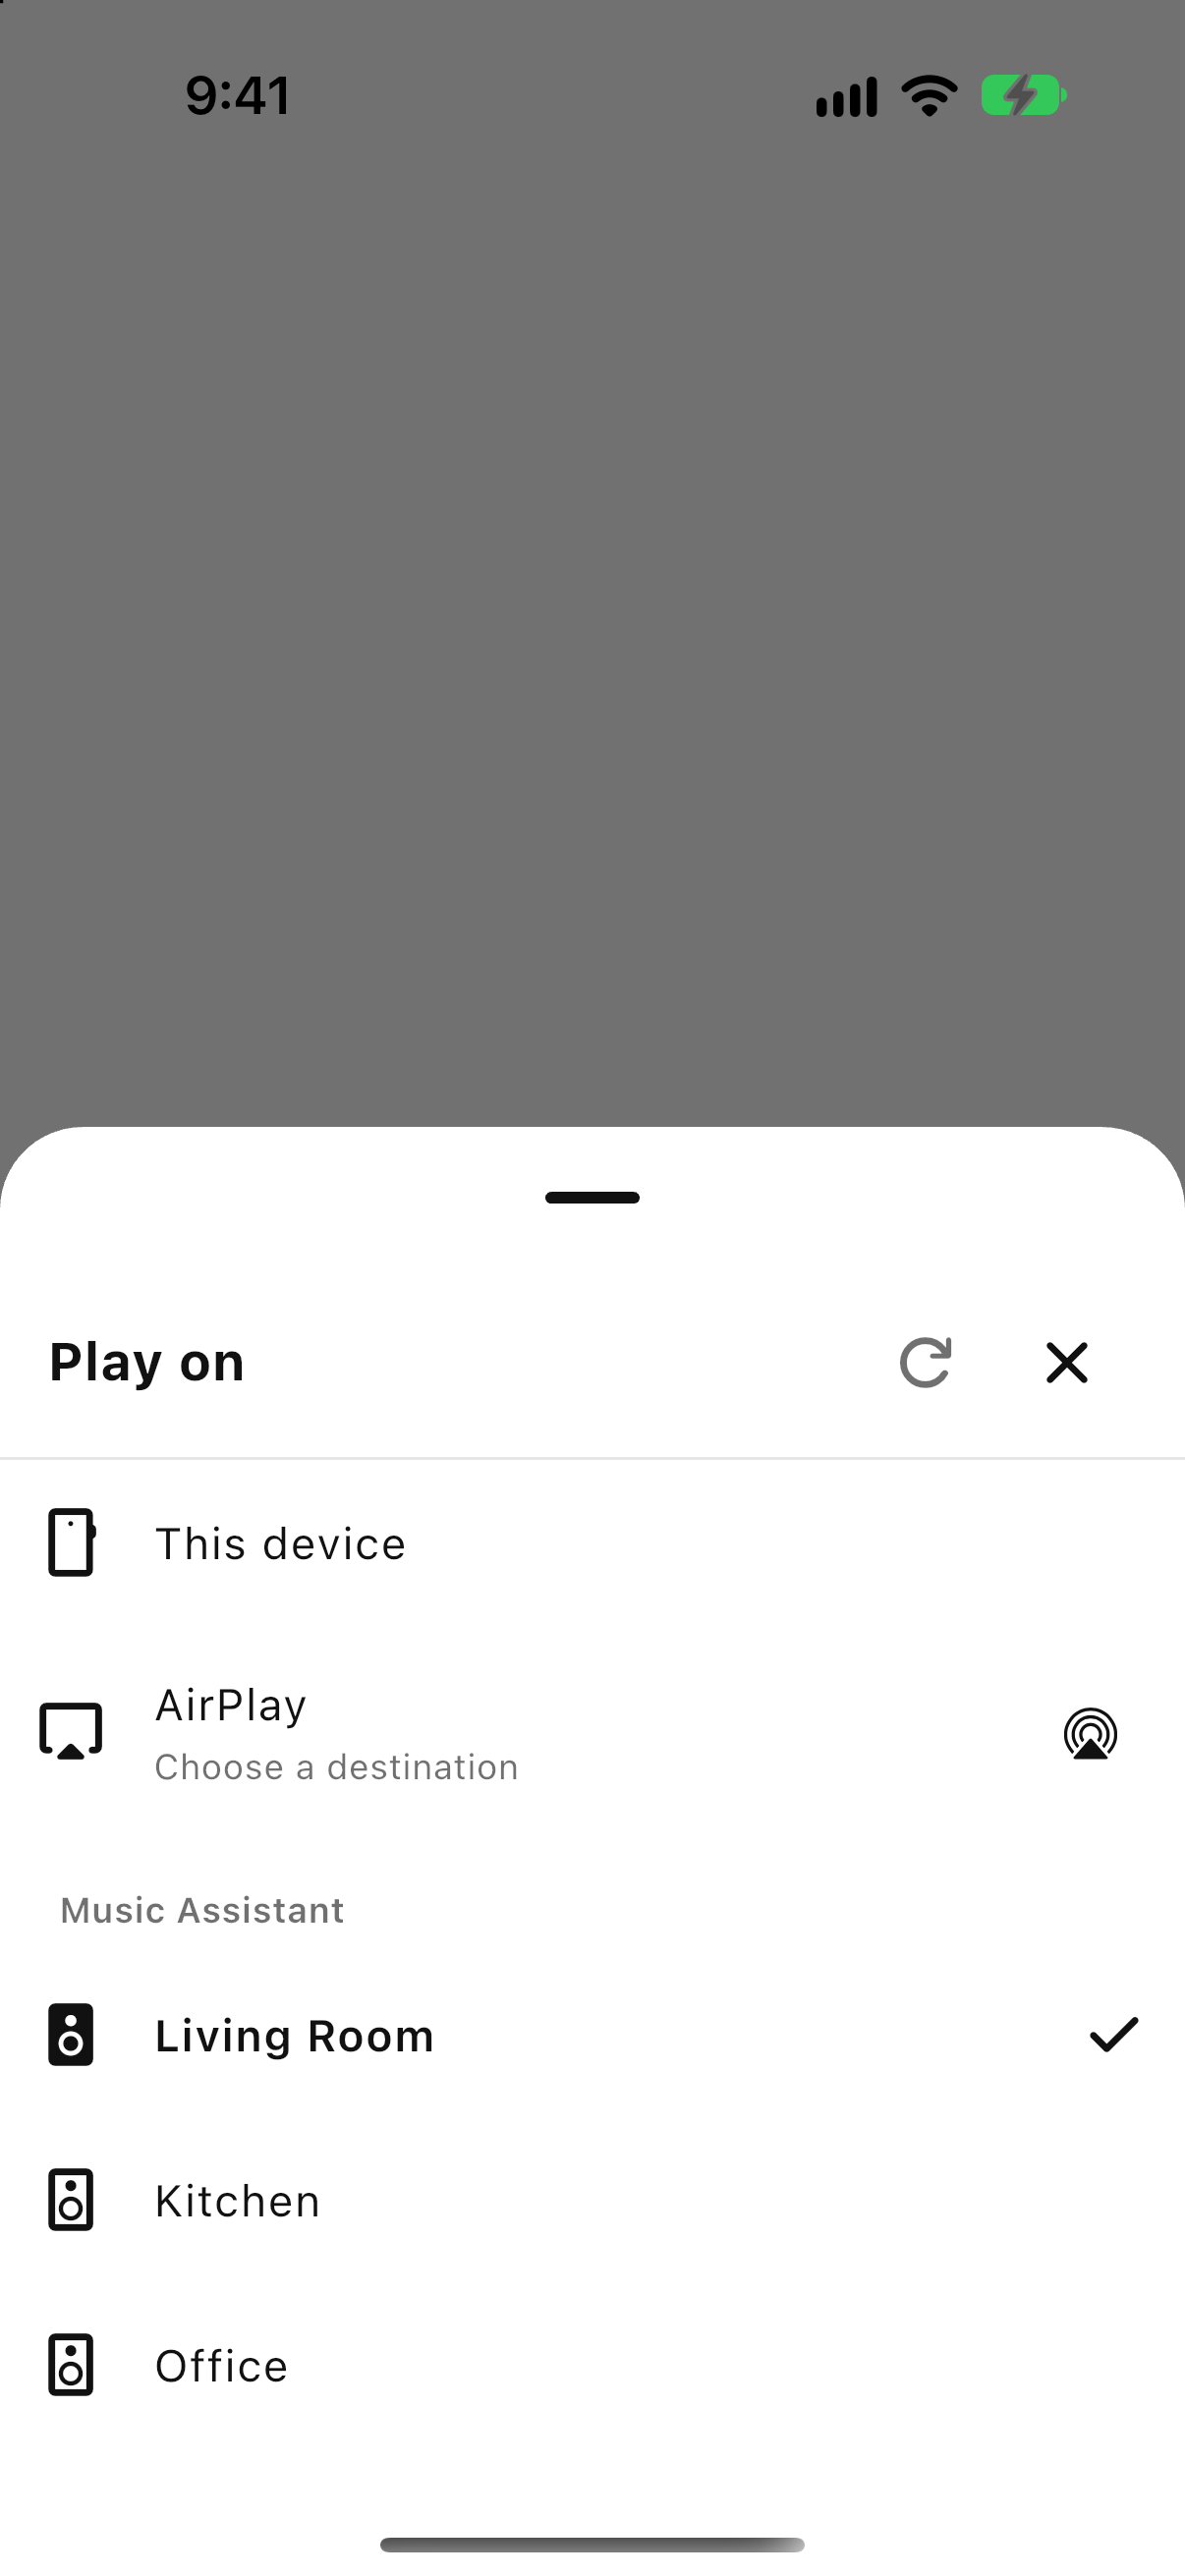 9:41
Play on
This device
AirPlay
Choose a destination
Music Assistant
Living Room
Kitchen
Office